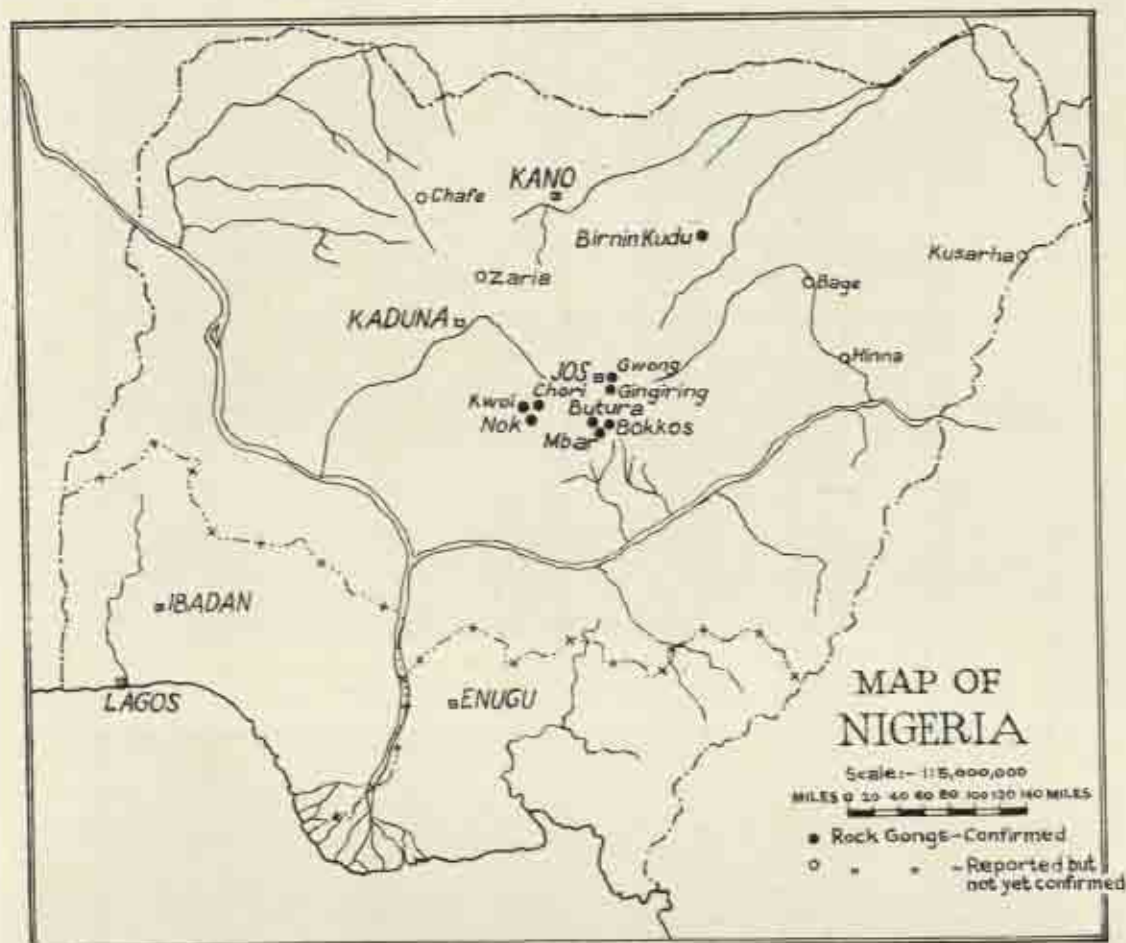 Chafe
KANO
Birnin Kudu
Kusarha
Zaria
Bage
KADUNA
Hinna
JOS
Gwong
Chori
Gingiring
Kwoi
Butura
Nok
Bokkos
Mbar
IBADAN
LAGOS
ENUGU
MAP OF
NIGERIA
Scale:- 1:5,000,000
MILES 0 20 40 60 80 100 120 140 MILES
Rock Gongs-Confirmed
" " - Reported but
not yet confirmed